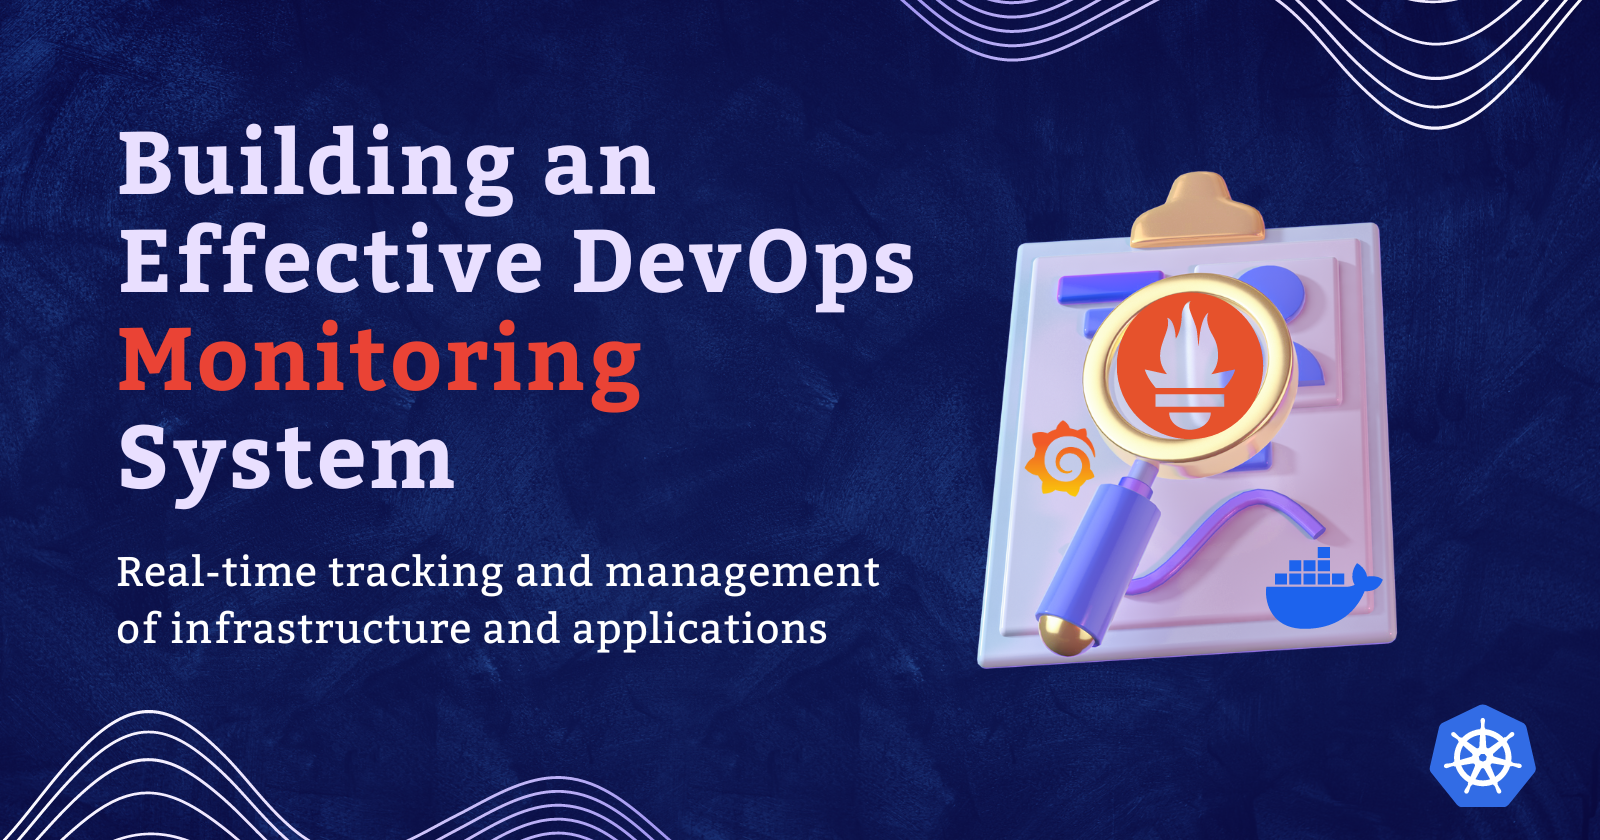 Building an
Effective DevOps
Monitoring
System
Real-time tracking and management
of infrastructure and applications